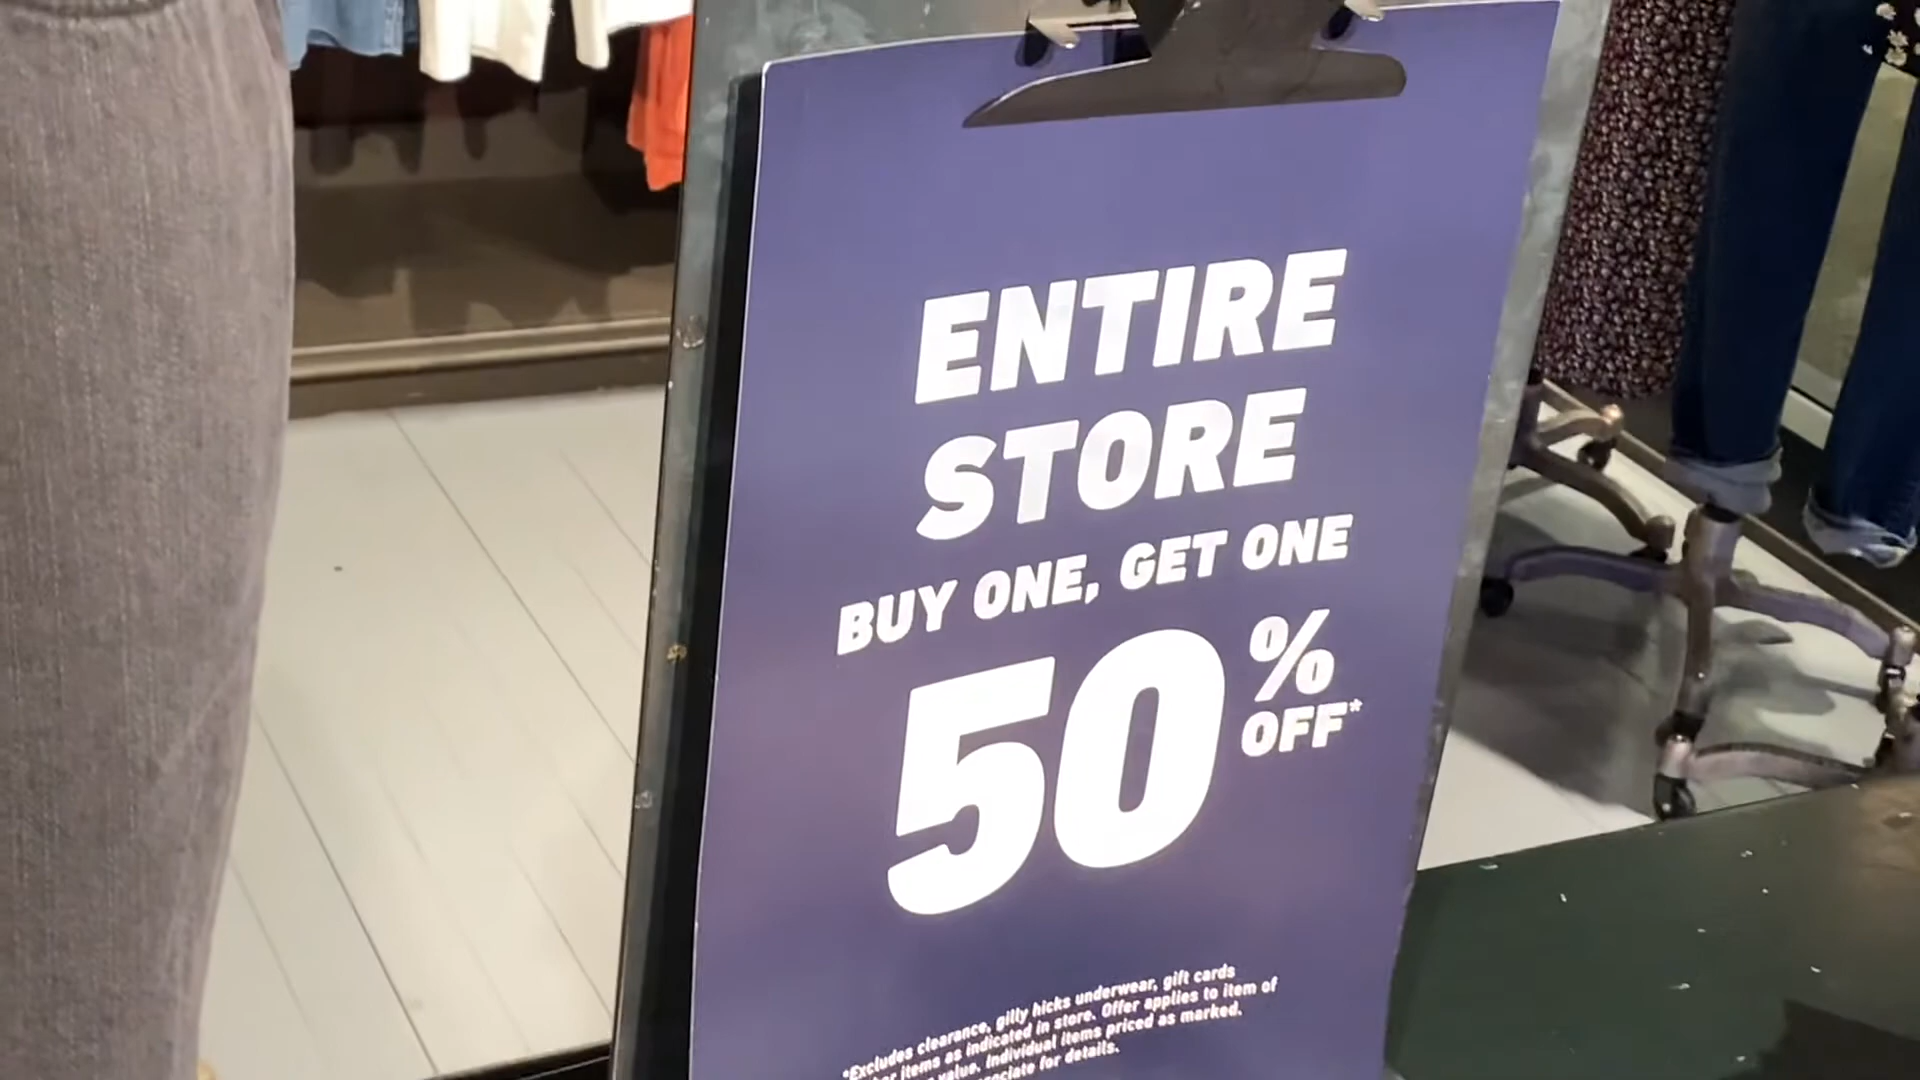 ENTIRE
STORE
BUY ONE, GET ONE
50%
OFF*
*Excludes clearance, gilly hicks underwear, gift cards
items as indicated in store. Offer applies to item of
value. Individual items priced as marked.
for details.